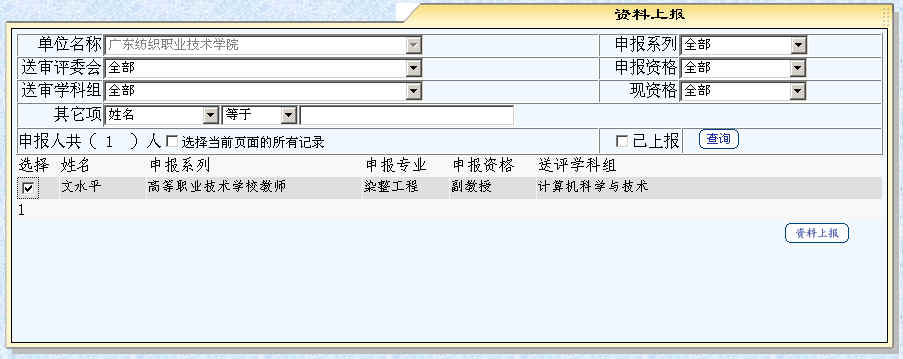 资料上报
单位名称 广东纺织职业技术学院 申报系列 全部
送审评委会 全部 申报资格 全部
送审学科组 全部 现资格 全部
其它项 姓名 等于
申报人共（ 1 ）人 选择当前页面的所有记录 已上报 查询
选择 姓名 申报系列 申报专业 申报资格 送评学科组
文水平 高等职业技术学校教师 染整工程 副教授 计算机科学与技术
1
资料上报